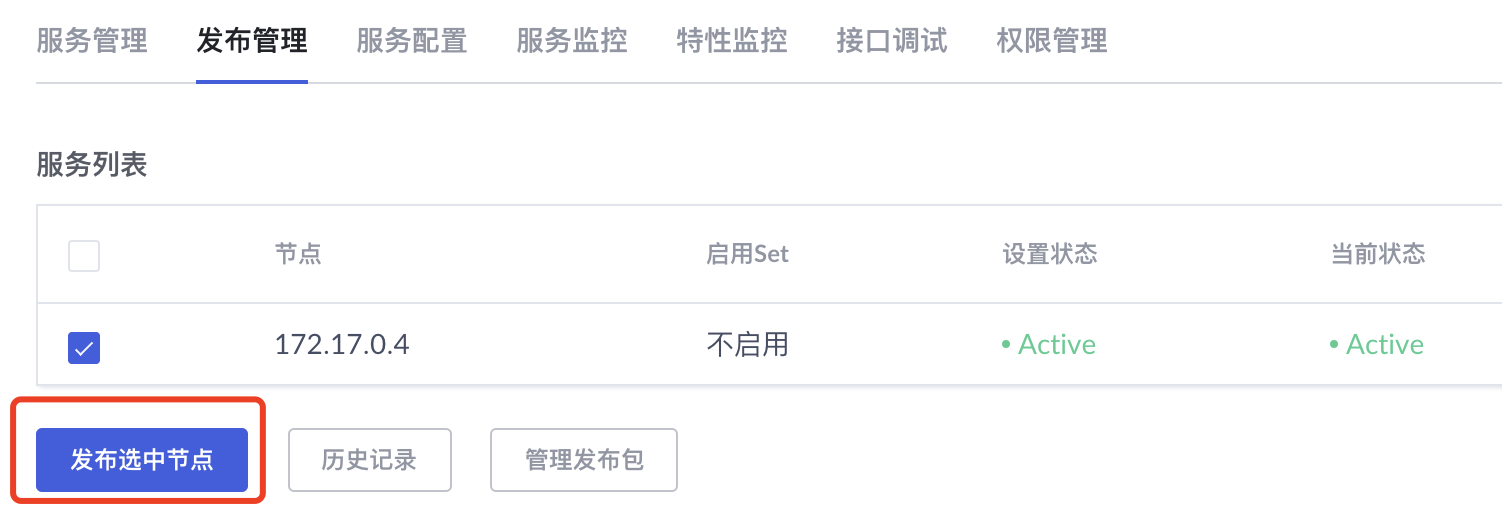 服务管理 发布管理 服务配置 服务监控 特性监控 接口调试 权限管理
服务列表
节点 启用Set 设置状态 当前状态
172.17.0.4 不启用 • Active • Active
发布选中节点 历史记录 管理发布包